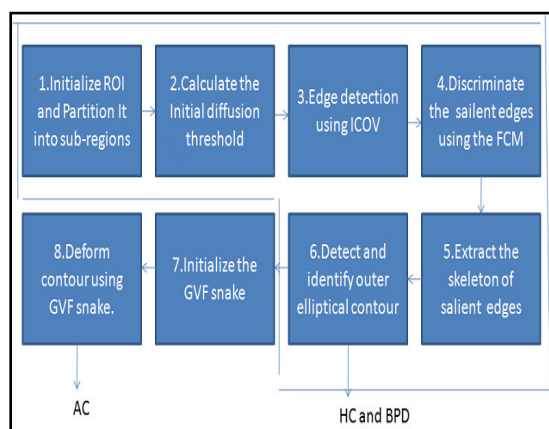 1.Initialize ROI
and Partition It
into sub-regions
2.Calculate the
Initial diffusion
threshold
3.Edge detection
using ICOV
4.Discriminate
the sailent edges
using the FCM
8.Deform
contour using
GVF snake.
7.Initialize the
GVF snake
6.Detect and
identify outer
elliptical contour
5.Extract the
skeleton of
salient edges
AC
HC and BPD